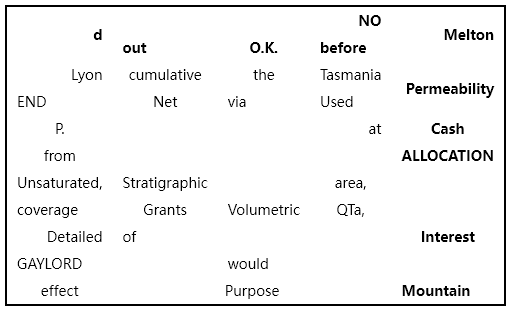 NO
d Melton
out O.K. before
Lyon cumulative the Tasmania
Permeability
END Net via Used
P. at Cash
from ALLOCATION
Unsaturated, Stratigraphic area,
coverage Grants Volumetric QTa,
Detailed of Interest
GAYLORD would
effect Purpose Mountain